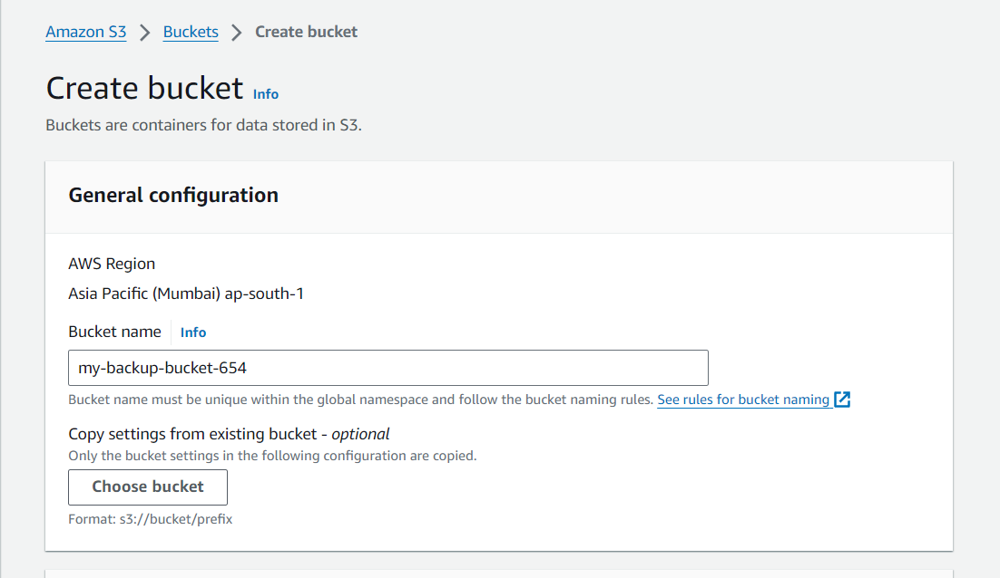 Amazon S3 > Buckets > Create bucket
Create bucket Info
Buckets are containers for data stored in S3.
General configuration
AWS Region
Asia Pacific (Mumbai) ap-south-1
Bucket name Info
my-backup-bucket-654
Bucket name must be unique within the global namespace and follow the bucket naming rules. See rules for bucket naming
Copy settings from existing bucket - optional
Only the bucket settings in the following configuration are copied.
Choose bucket
Format: s3://bucket/prefix